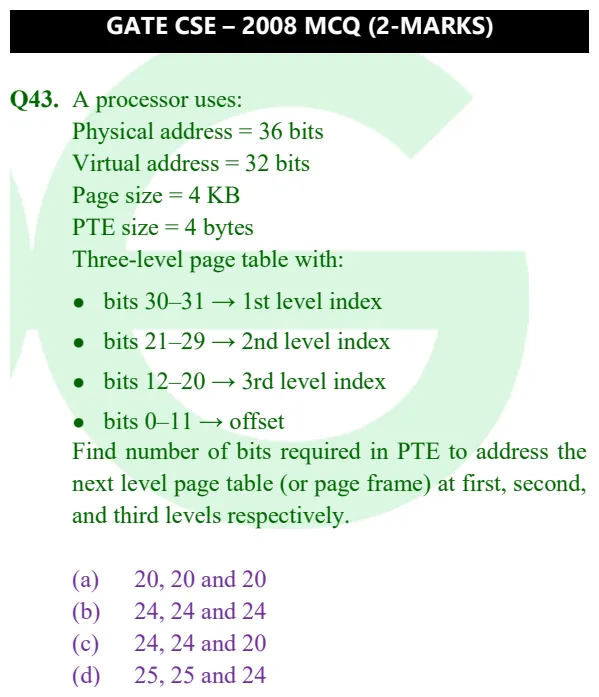 GATE CSE – 2008 MCQ (2-MARKS)
Q43. A processor uses:
Physical address = 36 bits
Virtual address = 32 bits
Page size = 4 KB
PTE size = 4 bytes
Three-level page table with:
● bits 30–31 → 1st level index
● bits 21–29 → 2nd level index
● bits 12–20 → 3rd level index
● bits 0–11 → offset
Find number of bits required in PTE to address the
next level page table (or page frame) at first, second,
and third levels respectively.
(a) 20, 20 and 20
(b) 24, 24 and 24
(c) 24, 24 and 20
(d) 25, 25 and 24